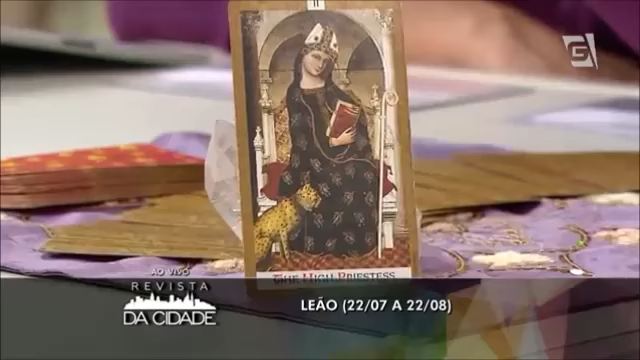 II
THE HIGH PRIESTESS
AO VIVO
REVISTA
DA CIDADE
LEÃO (22/07 A 22/08)
G